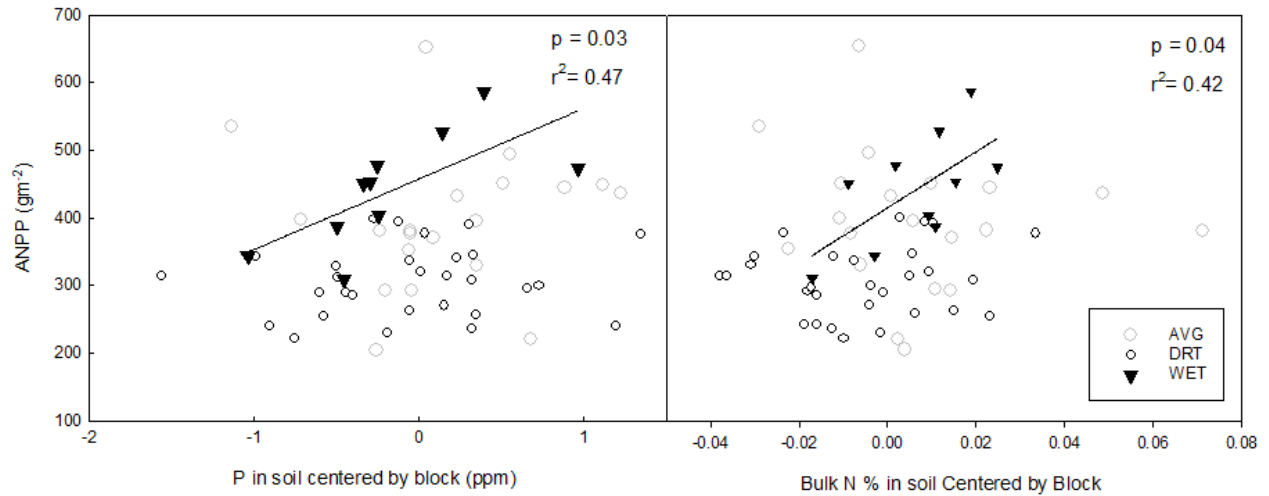 700
600
500
400
300
200
100
ANPP (gm-2)
p = 0.03
r2= 0.47
p = 0.04
r2= 0.42
AVG
DRT
WET
-2
-1
0
1
-0.04
-0.02
0.00
0.02
0.04
0.06
0.08
P in soil centered by block (ppm)
Bulk N % in soil Centered by Block